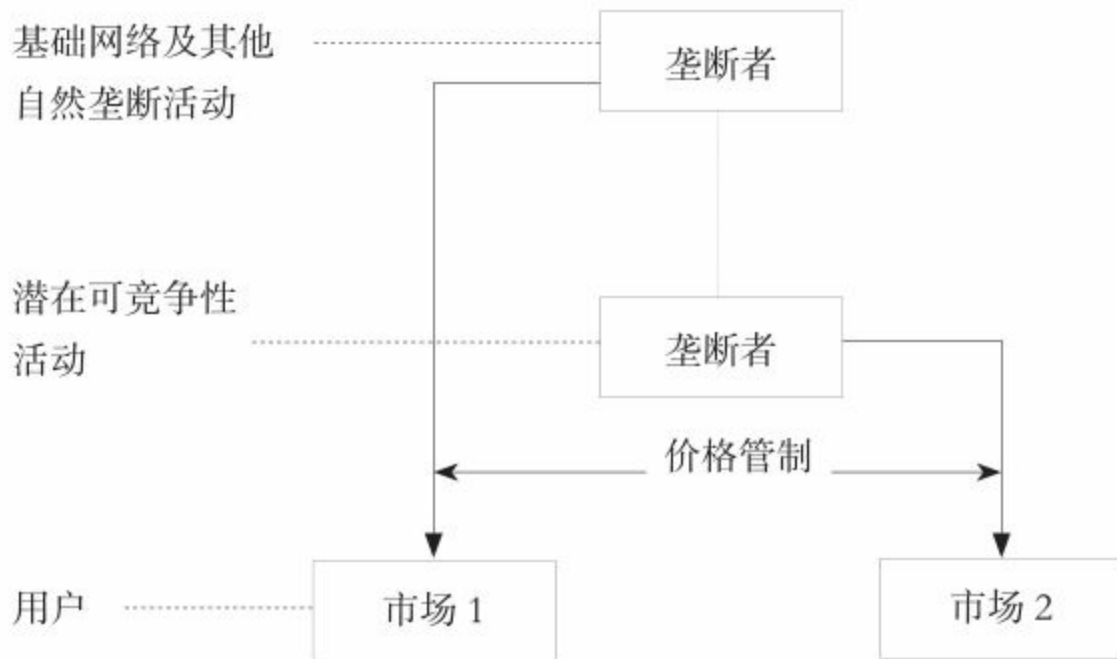 基础网络及其他
自然垄断活动
垄断者
潜在可竞争性
活动
垄断者
价格管制
用户
市场 1
市场 2